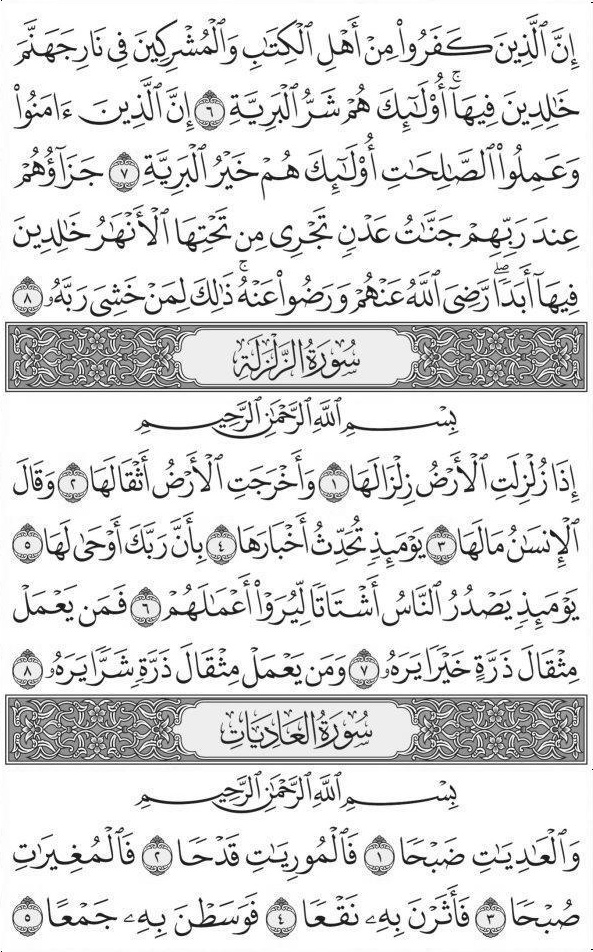 إِنَّ ٱلَّذِينَ كَفَرُوا۟ مِنْ أَهْلِ ٱلْكِتَٰبِ وَٱلْمُشْرِكِينَ فِى نَارِ جَهَنَّمَ
خَٰلِدِينَ فِيهَآ ۚ أُو۟لَٰٓئِكَ هُمْ شَرُّ ٱلْبَرِيَّةِ ٦ إِنَّ ٱلَّذِينَ ءَامَنُوا۟
وَعَمِلُوا۟ ٱلصَّٰلِحَٰتِ أُو۟لَٰٓئِكَ هُمْ خَيْرُ ٱلْبَرِيَّةِ ٧ جَزَآؤُهُمْ
عِندَ رَبِّهِمْ جَنَّٰتُ عَدْنٍ تَجْرِى مِن تَحْتِهَا ٱلْأَنْهَٰرُ خَٰلِدِينَ
فِيهَآ أَبَدًا ۖ رَّضِىَ ٱللَّهُ عَنْهُمْ وَرَضُوا۟ عَنْهُ ۚ ذَٰلِكَ لِمَنْ خَشِىَ رَبَّهُۥ ٨
سُورَةُ الزَّلْزَلَةِ
بِسْمِ ٱللَّهِ ٱلرَّحْمَٰنِ ٱلرَّحِيمِ
إِذَا زُلْزِلَتِ ٱلْأَرْضُ زِلْزَالَهَا ١ وَأَخْرَجَتِ ٱلْأَرْضُ أَثْقَالَهَا ٢ وَقَالَ
ٱلْإِنسَٰنُ مَا لَهَا ٣ يَوْمَئِذٍ تُحَدِّثُ أَخْبَارَهَا ٤ بِأَنَّ رَبَّكَ أَوْحَىٰ لَهَا ٥
يَوْمَئِذٍ يَصْدُرُ ٱلنَّاسُ أَشْتَاتًا لِّيُرَوْا۟ أَعْمَٰلَهُمْ ٦ فَمَن يَعْمَلْ
مِثْقَالَ ذَرَّةٍ خَيْرًا يَرَهُۥ ٧ وَمَن يَعْمَلْ مِثْقَالَ ذَرَّةٍ شَرًّا يَرَهُۥ ٨
سُورَةُ العَادِيَاتِ
بِسْمِ ٱللَّهِ ٱلرَّحْمَٰنِ ٱلرَّحِيمِ
وَٱلْعَٰدِيَٰتِ ضَبْحًا ١ فَٱلْمُورِيَٰتِ قَدْحًا ٢ فَٱلْمُغِيرَٰتِ
صُبْحًا ٣ فَأَثَرْنَ بِهِۦ نَقْعًا ٤ فَوَسَطْنَ بِهِۦ جَمْعًا ٥